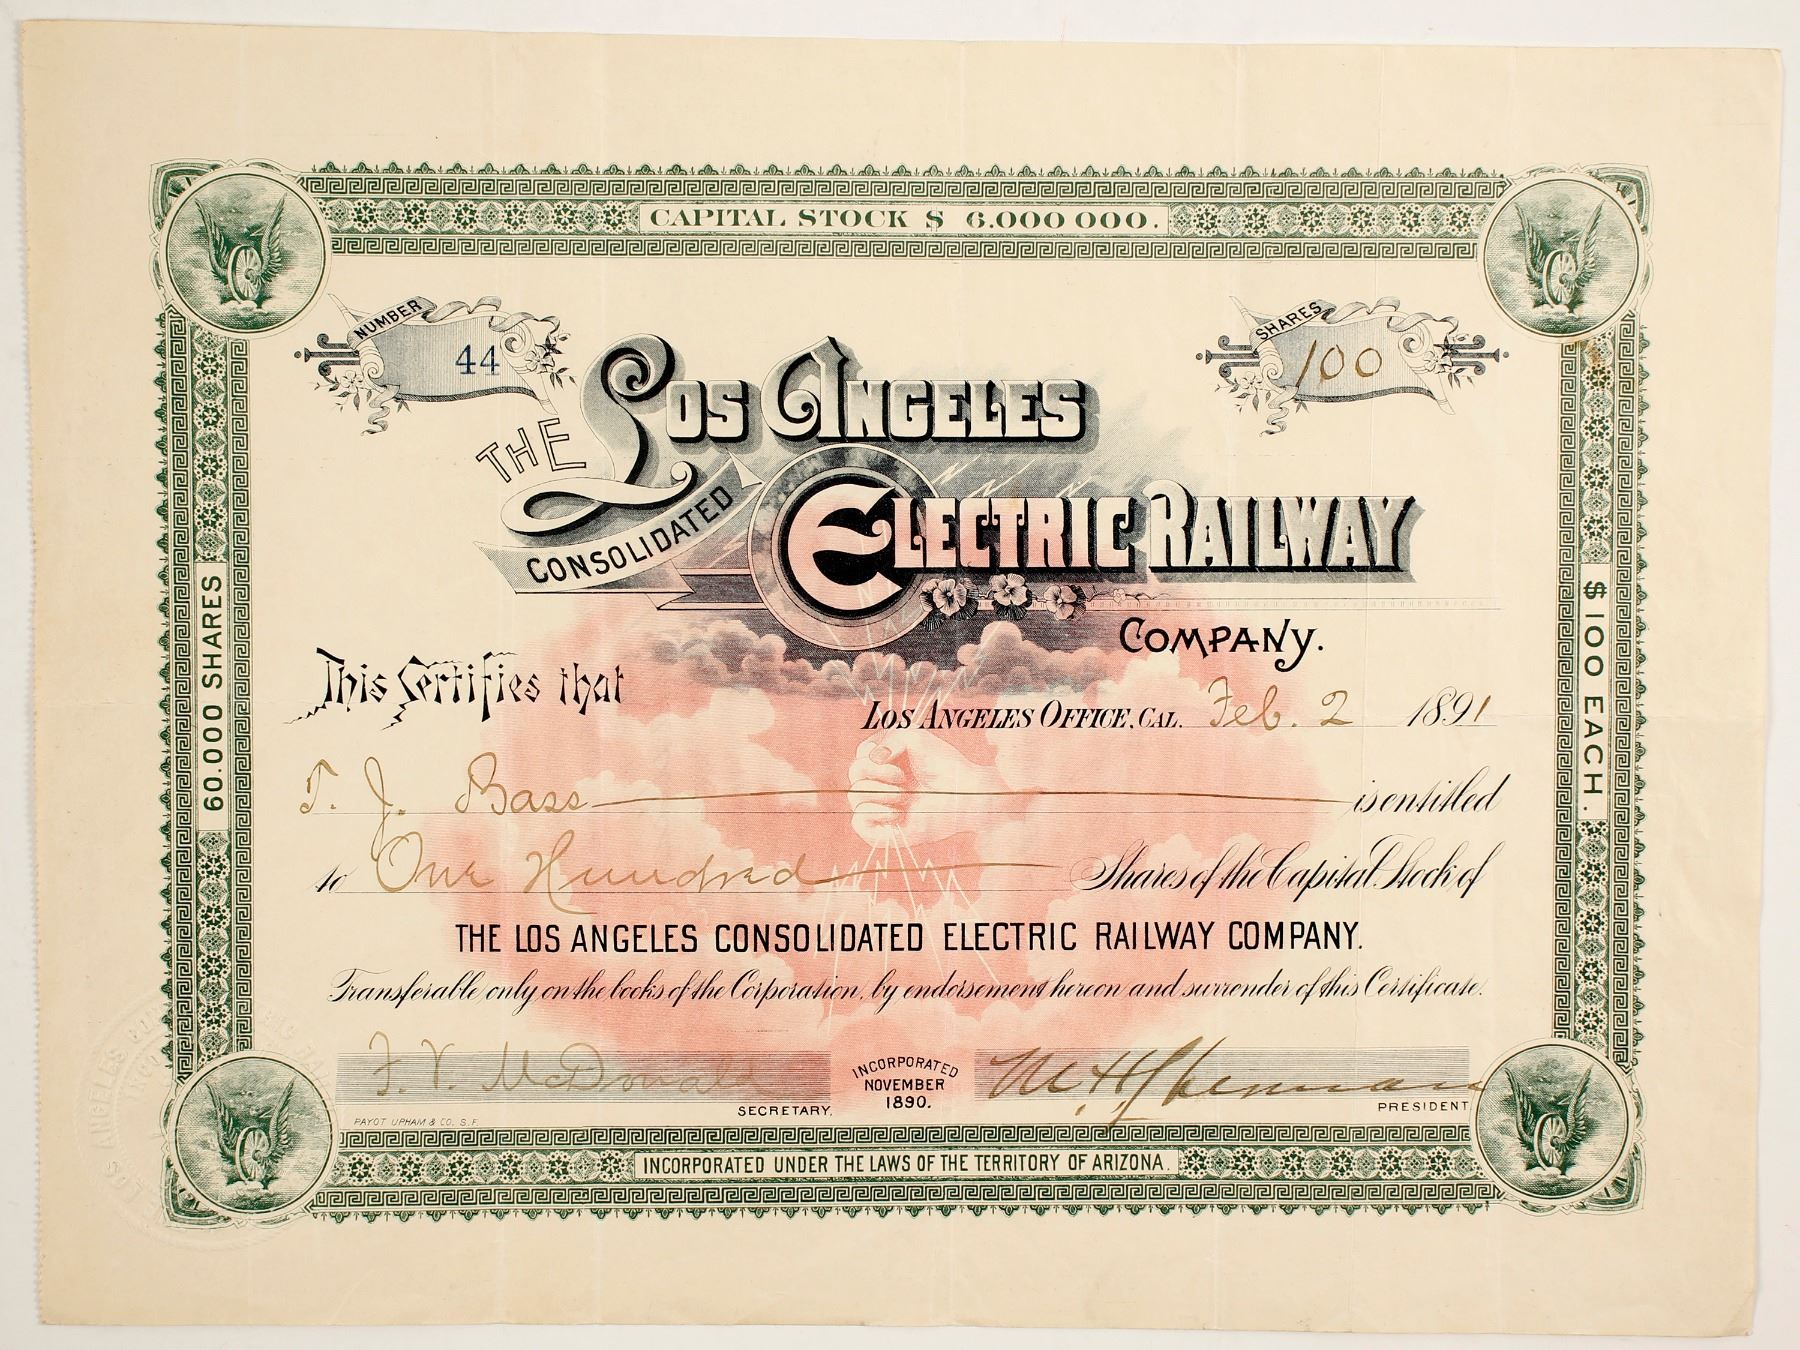 CAPITAL STOCK $ 6.000 000.
NUMBER
44
SHARES
100
THE LOS ANGELES
CONSOLIDATED
ELECTRIC RAILWAY
COMPANY.
This Certifies that
LOS ANGELES OFFICE, CAL. Feb. 2 1891
T. J. Bass is entitled
to One Hundred Shares of the Capital Stock of
THE LOS ANGELES CONSOLIDATED ELECTRIC RAILWAY COMPANY.
Transferable only on the books of the Corporation, by endorsement hereon and surrender of this Certificate.
F. V. McDonald
SECRETARY.
INCORPORATED
NOVEMBER
1890.
M. H. Sherman
PRESIDENT
PAYOT UPHAM & CO. S.F.
INCORPORATED UNDER THE LAWS OF THE TERRITORY OF ARIZONA.
60.000 SHARES
$100 EACH.
LOS ANGELES